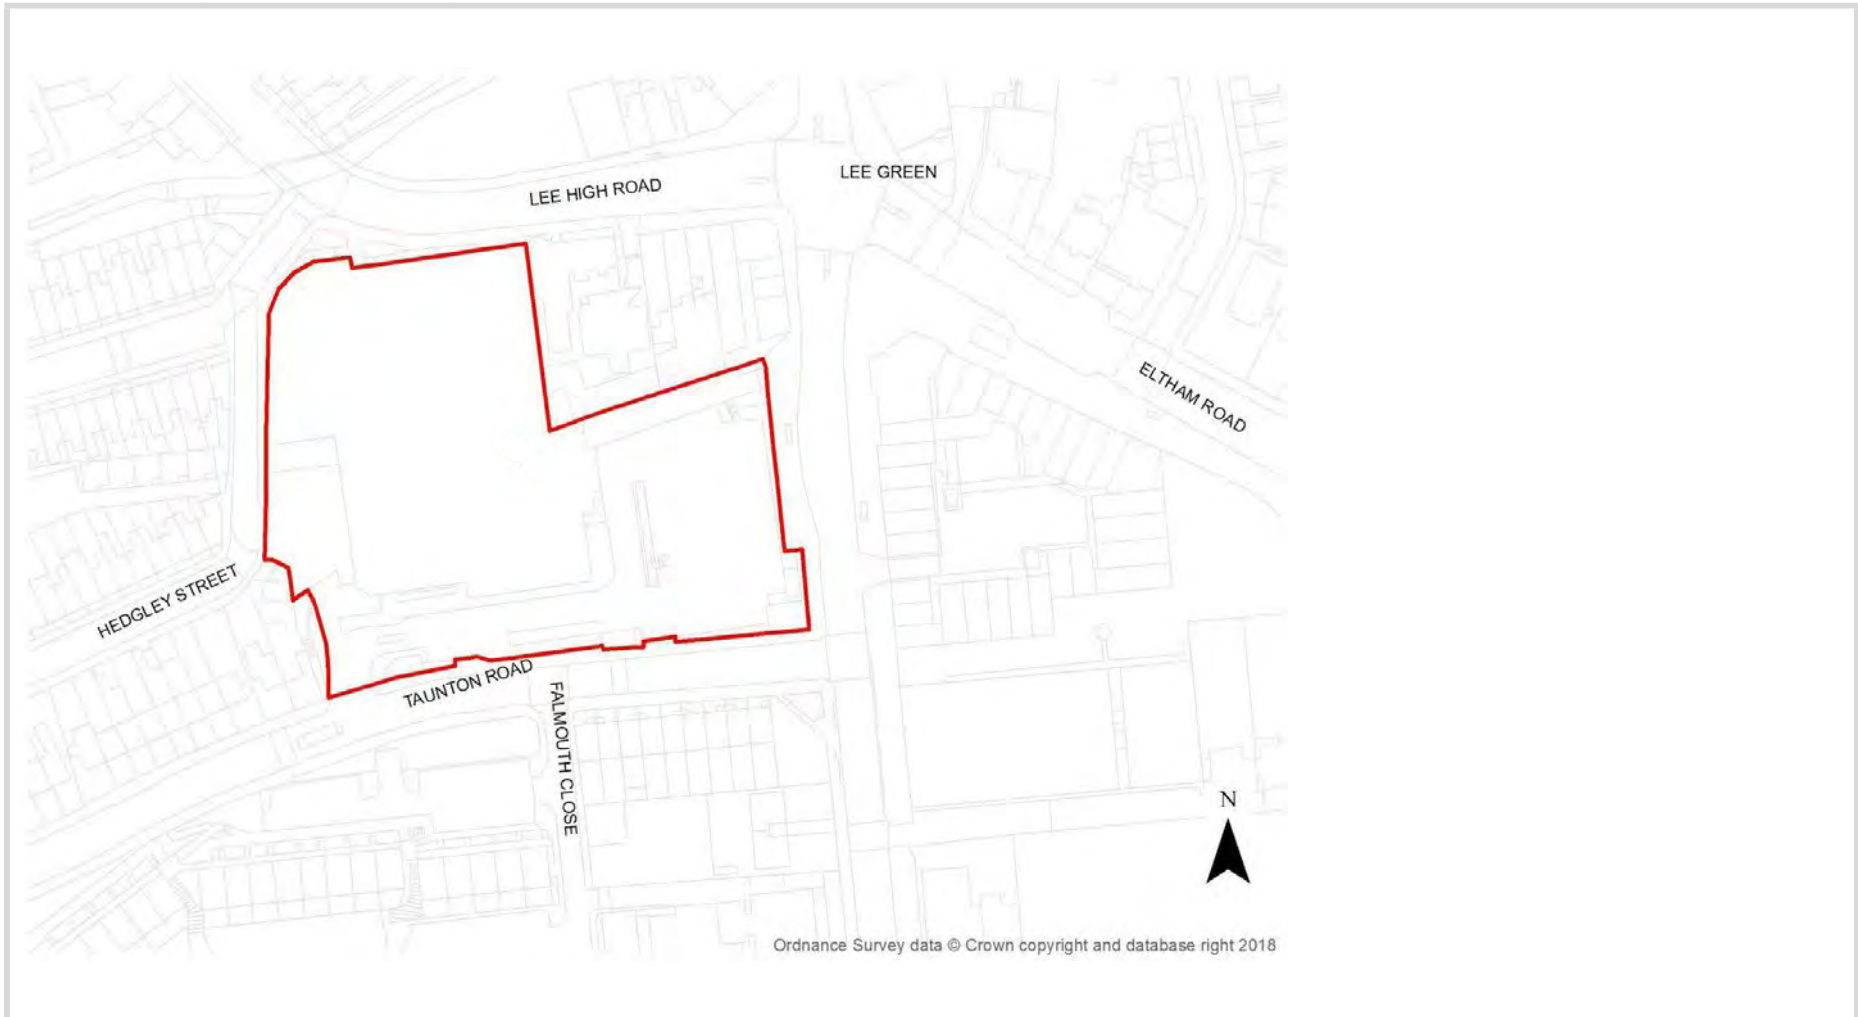 LEE GREEN
LEE HIGH ROAD
ELTHAM ROAD
HEDGLEY STREET
TAUNTON ROAD
FALMOUTH CLOSE
N
Ordnance Survey data © Crown copyright and database right 2018